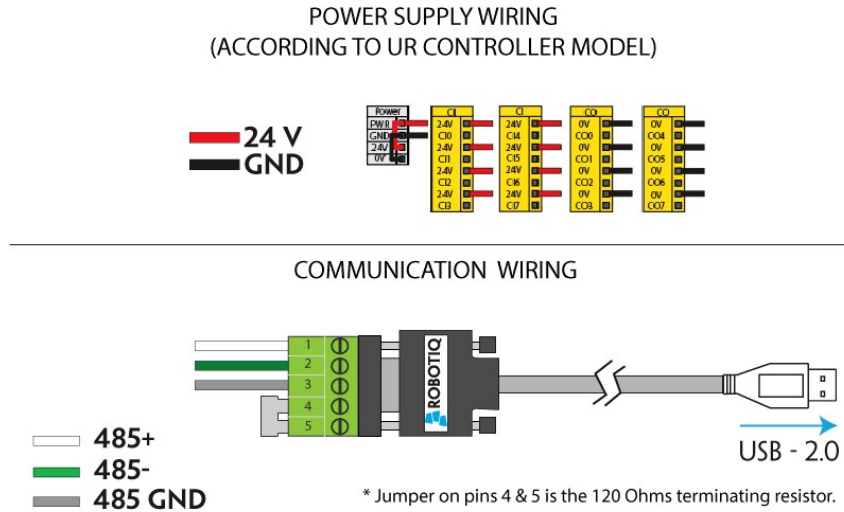 POWER SUPPLY WIRING
(ACCORDING TO UR CONTROLLER MODEL)
24 V
GND
Power
PWR
GND
24V
0V
CI
24V
CI0
24V
CI1
24V
CI2
24V
CI3
CI
24V
CI4
24V
CI5
24V
CI6
24V
CI7
CO
0V
CO0
0V
CO1
0V
CO2
0V
CO3
CO
0V
CO4
0V
CO5
0V
CO6
0V
CO7
COMMUNICATION WIRING
1
2
3
4
5
ROBOTIQ
USB - 2.0
485+
485-
485 GND
* Jumper on pins 4 & 5 is the 120 Ohms terminating resistor.